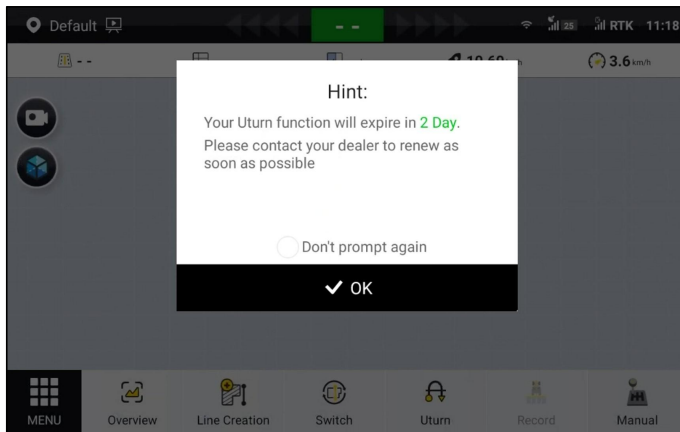 Default
- -
25
RTK
11:18
- -
3.6 km/h
Hint:
Your Uturn function will expire in 2 Day.
Please contact your dealer to renew as
soon as possible
Don't prompt again
OK
MENU
Overview
Line Creation
Switch
Uturn
Record
Manual